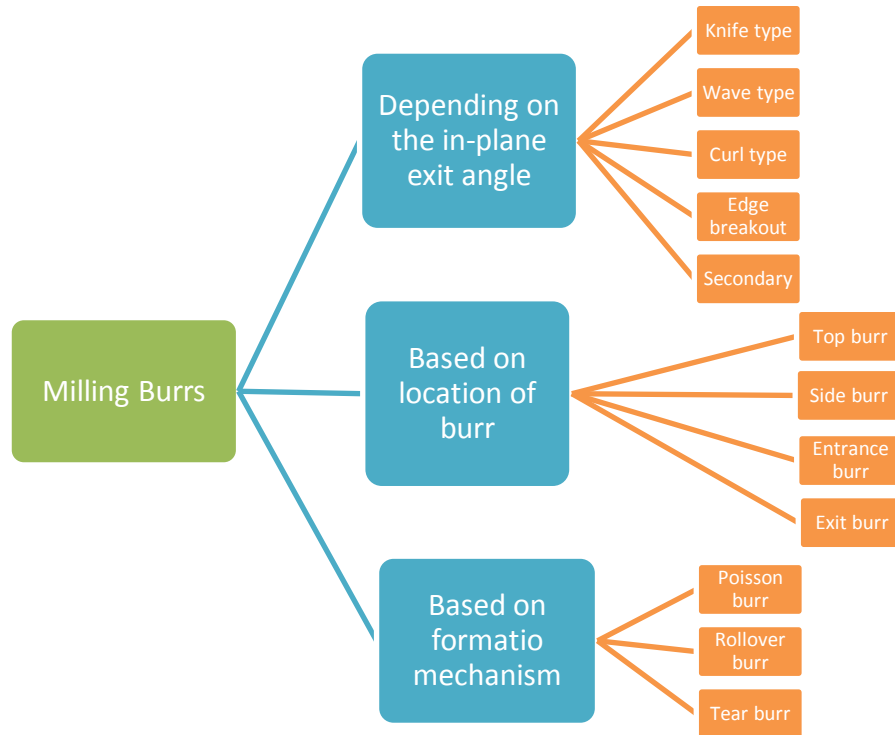 Milling Burrs
Depending on
the in-plane
exit angle
Knife type
Wave type
Curl type
Edge
breakout
Secondary
Based on
location of
burr
Top burr
Side burr
Entrance
burr
Exit burr
Based on
formatio
mechanism
Poisson
burr
Rollover
burr
Tear burr